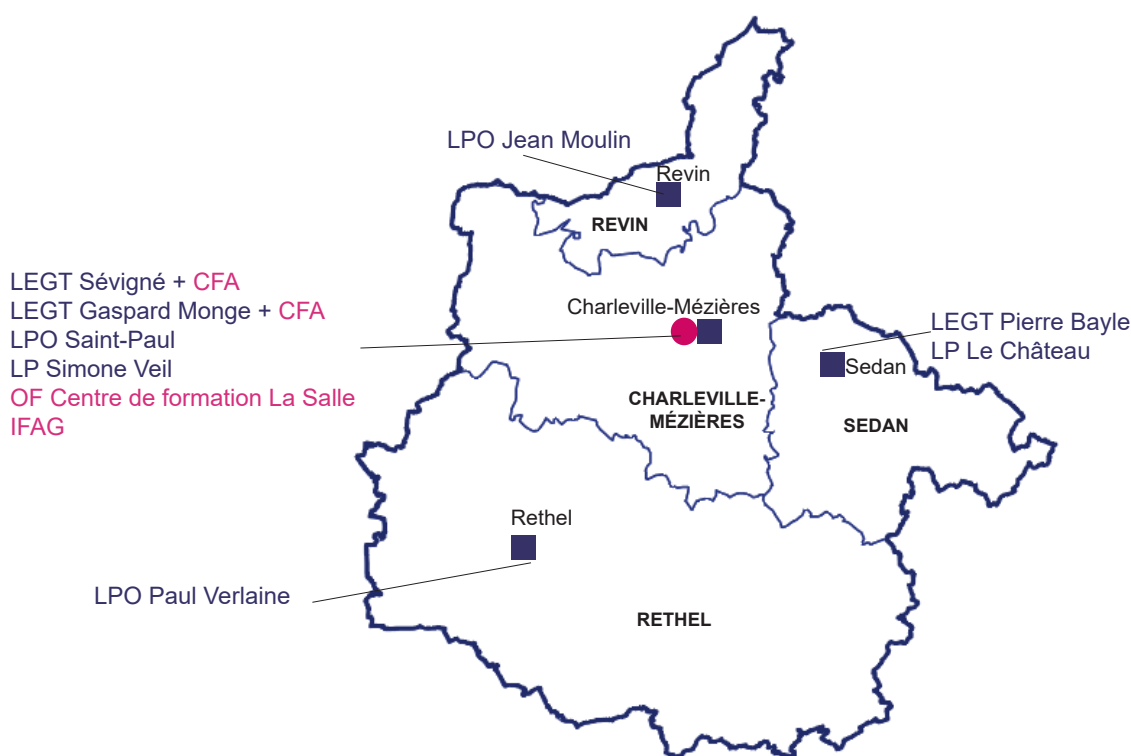 LPO Jean Moulin
Revin
REVIN
LEGT Sévigné + CFA
LEGT Gaspard Monge + CFA
LPO Saint-Paul
LP Simone Veil
OF Centre de formation La Salle
IFAG
Charleville-Mézières
LEGT Pierre Bayle
LP Le Château
Sedan
CHARLEVILLE-
MÉZIÈRES
SEDAN
Rethel
LPO Paul Verlaine
RETHEL